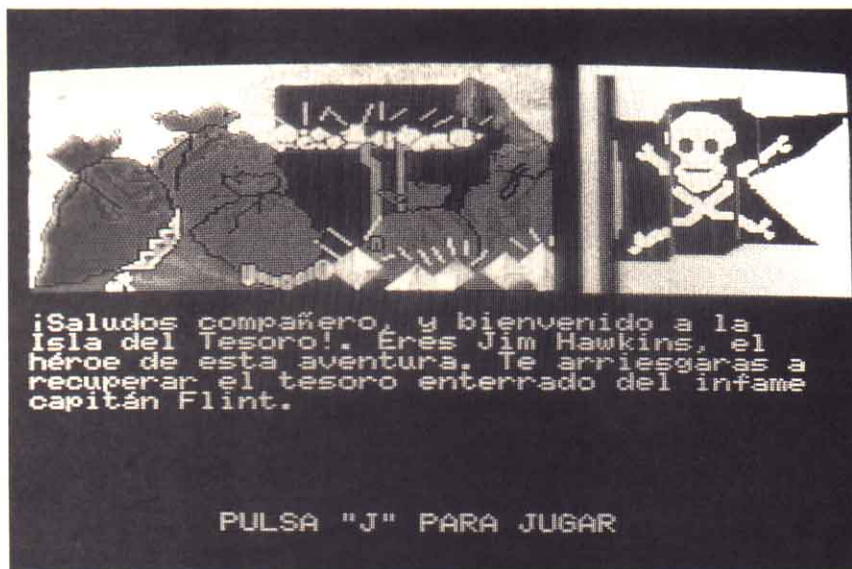 ¡Saludos compañero, y bienvenido a la
Isla del Tesoro!. Eres Jim Hawkins, el
héroe de esta aventura. Te arriesgaras a
recuperar el tesoro enterrado del infame
capitán Flint.
PULSA "J" PARA JUGAR